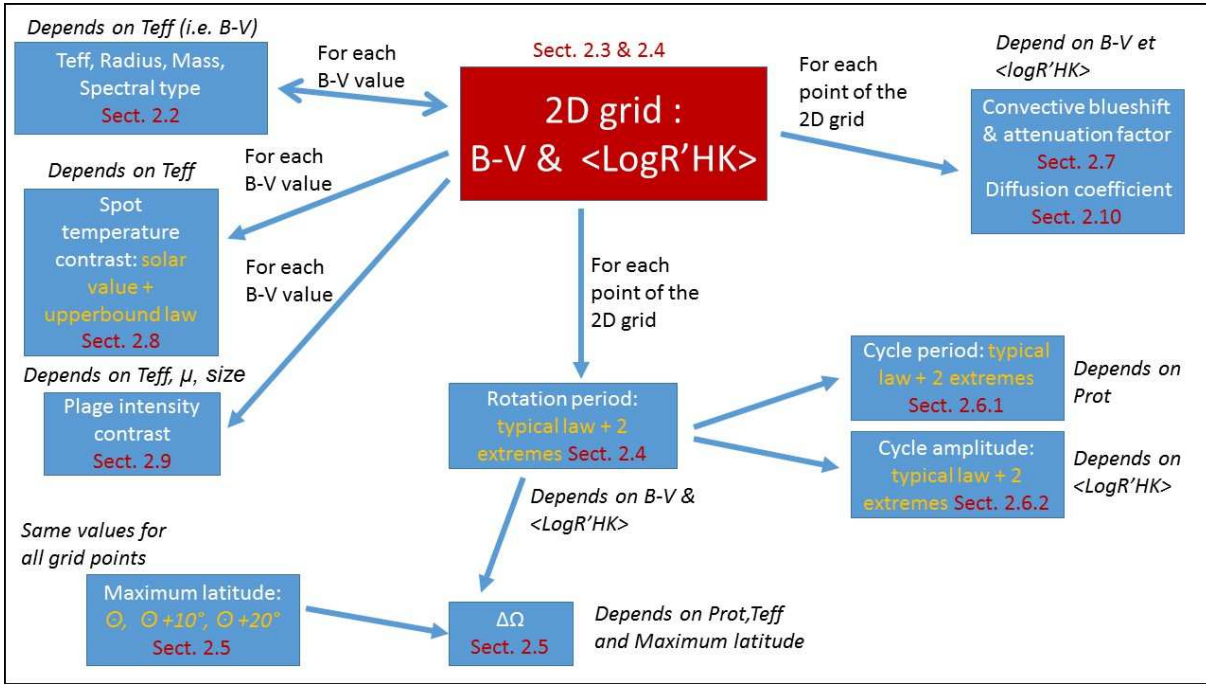 Depends on Teff (i.e. B-V)
Teff, Radius, Mass,
Spectral type
Sect. 2.2
For each
B-V value
Sect. 2.3 & 2.4
2D grid :
B-V & <LogR'HK>
For each
point of the
2D grid
Depend on B-V et
<logR'HK>
Convective blueshift
& attenuation factor
Sect. 2.7
Diffusion coefficient
Sect. 2.10
For each
B-V value
Depends on Teff
Spot
temperature
contrast: solar
value +
upperbound law
Sect. 2.8
For each
B-V value
For each
point of the
2D grid
Depends on Teff, μ, size
Plage intensity
contrast
Sect. 2.9
Rotation period:
typical law + 2
extremes Sect. 2.4
Cycle period: typical
law + 2 extremes
Sect. 2.6.1
Depends on
Prot
Cycle amplitude:
typical law + 2
extremes Sect. 2.6.2
Depends on
<LogR'HK>
Depends on B-V &
<LogR'HK>
Same values for
all grid points
Maximum latitude:
ʘ, ʘ +10°, ʘ +20°
Sect. 2.5
ΔΩ
Sect. 2.5
Depends on Prot,Teff
and Maximum latitude